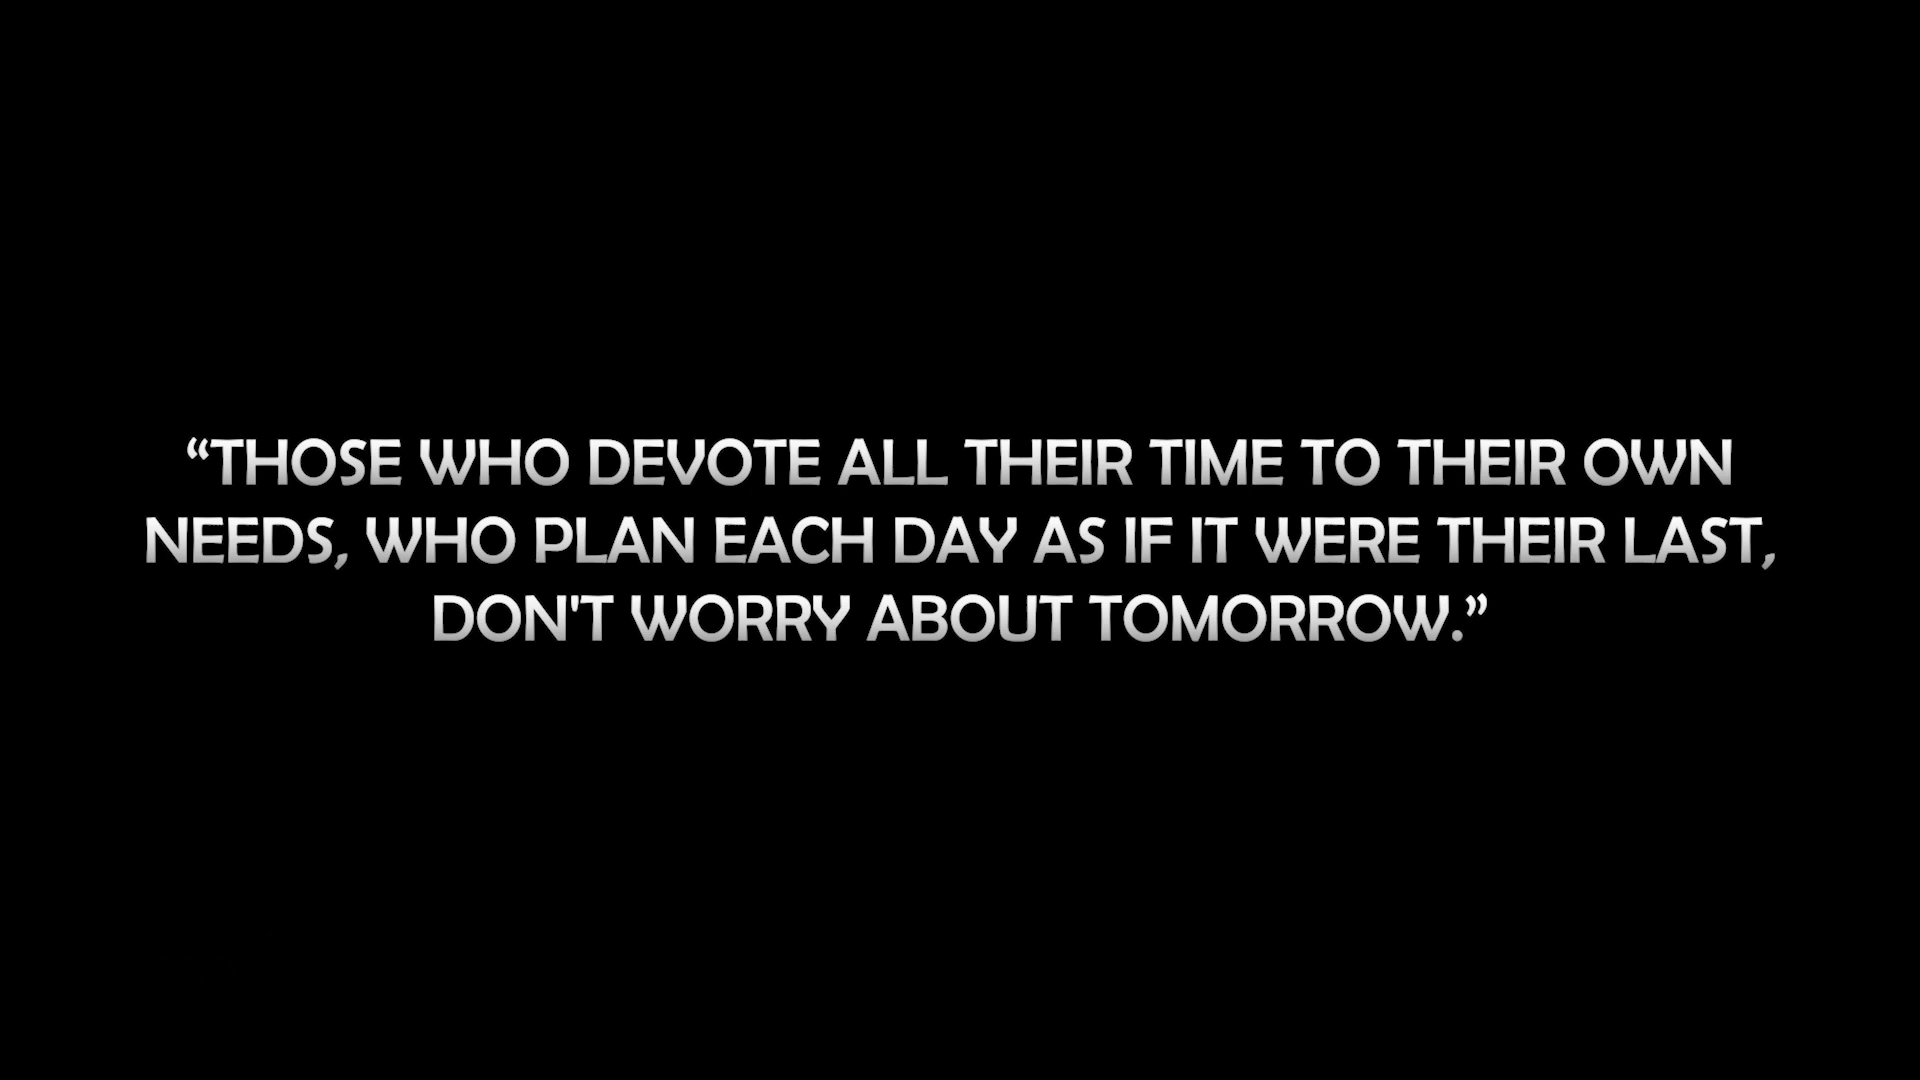 “THOSE WHO DEVOTE ALL THEIR TIME TO THEIR OWN
NEEDS, WHO PLAN EACH DAY AS IF IT WERE THEIR LAST,
DON'T WORRY ABOUT TOMORROW.”